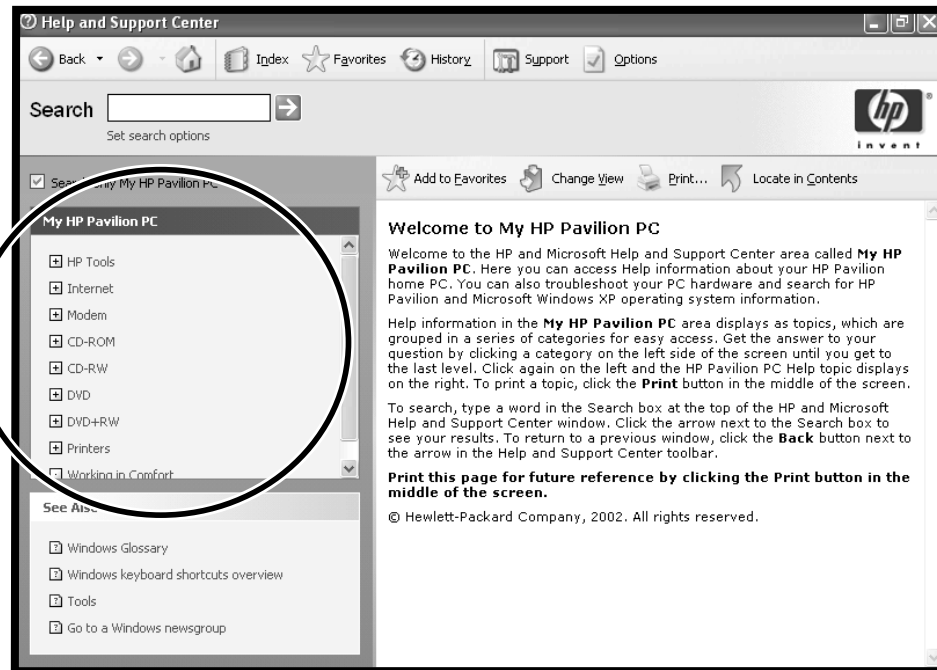 Help and Support Center
Back Index Favorites History Support Options
Search
Set search options
hp
invent
Search only My HP Pavilion PC
My HP Pavilion PC
HP Tools
Internet
Modem
CD-ROM
CD-RW
DVD
DVD+RW
Printers
Working in Comfort
See Also
Windows Glossary
Windows keyboard shortcuts overview
Tools
Go to a Windows newsgroup
Add to Favorites Change View Print... Locate in Contents
Welcome to My HP Pavilion PC
Welcome to the HP and Microsoft Help and Support Center area called My HP
Pavilion PC. Here you can access Help information about your HP Pavilion
home PC. You can also troubleshoot your PC hardware and search for HP
Pavilion and Microsoft Windows XP operating system information.
Help information in the My HP Pavilion PC area displays as topics, which are
grouped in a series of categories for easy access. Get the answer to your
question by clicking a category on the left side of the screen until you get to
the last level. Click again on the left and the HP Pavilion PC Help topic displays
on the right. To print a topic, click the Print button in the middle of the screen.
To search, type a word in the Search box at the top of the HP and Microsoft
Help and Support Center window. Click the arrow next to the Search box to
see your results. To return to a previous window, click the Back button next to
the arrow in the Help and Support Center toolbar.
Print this page for future reference by clicking the Print button in the
middle of the screen.
© Hewlett-Packard Company, 2002. All rights reserved.